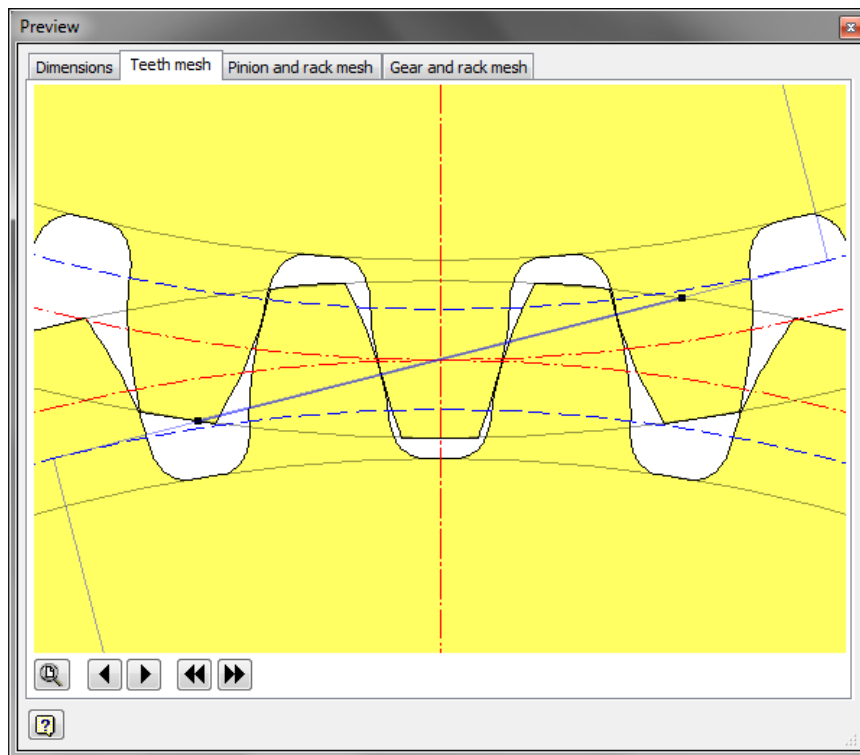 Preview
Dimensions
Teeth mesh
Pinion and rack mesh
Gear and rack mesh
?